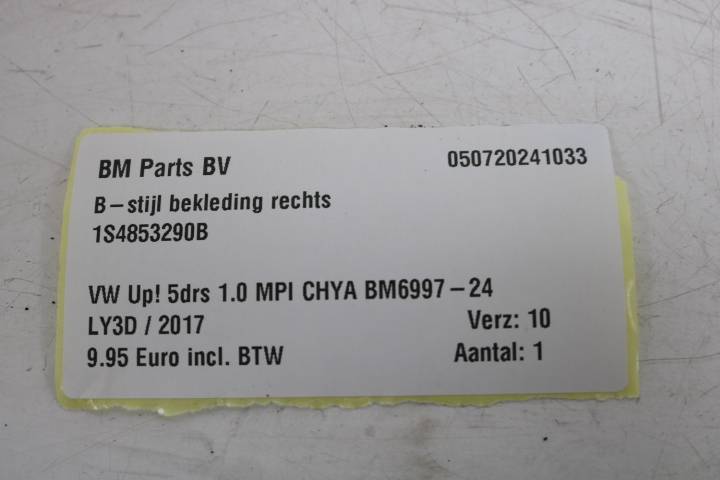 BM Parts BV 050720241033
B-stijl bekleding rechts
1S4853290B
VW Up! 5drs 1.0 MPI CHYA BM6997-24
LY3D / 2017 Verz: 10
9.95 Euro incl. BTW Aantal: 1